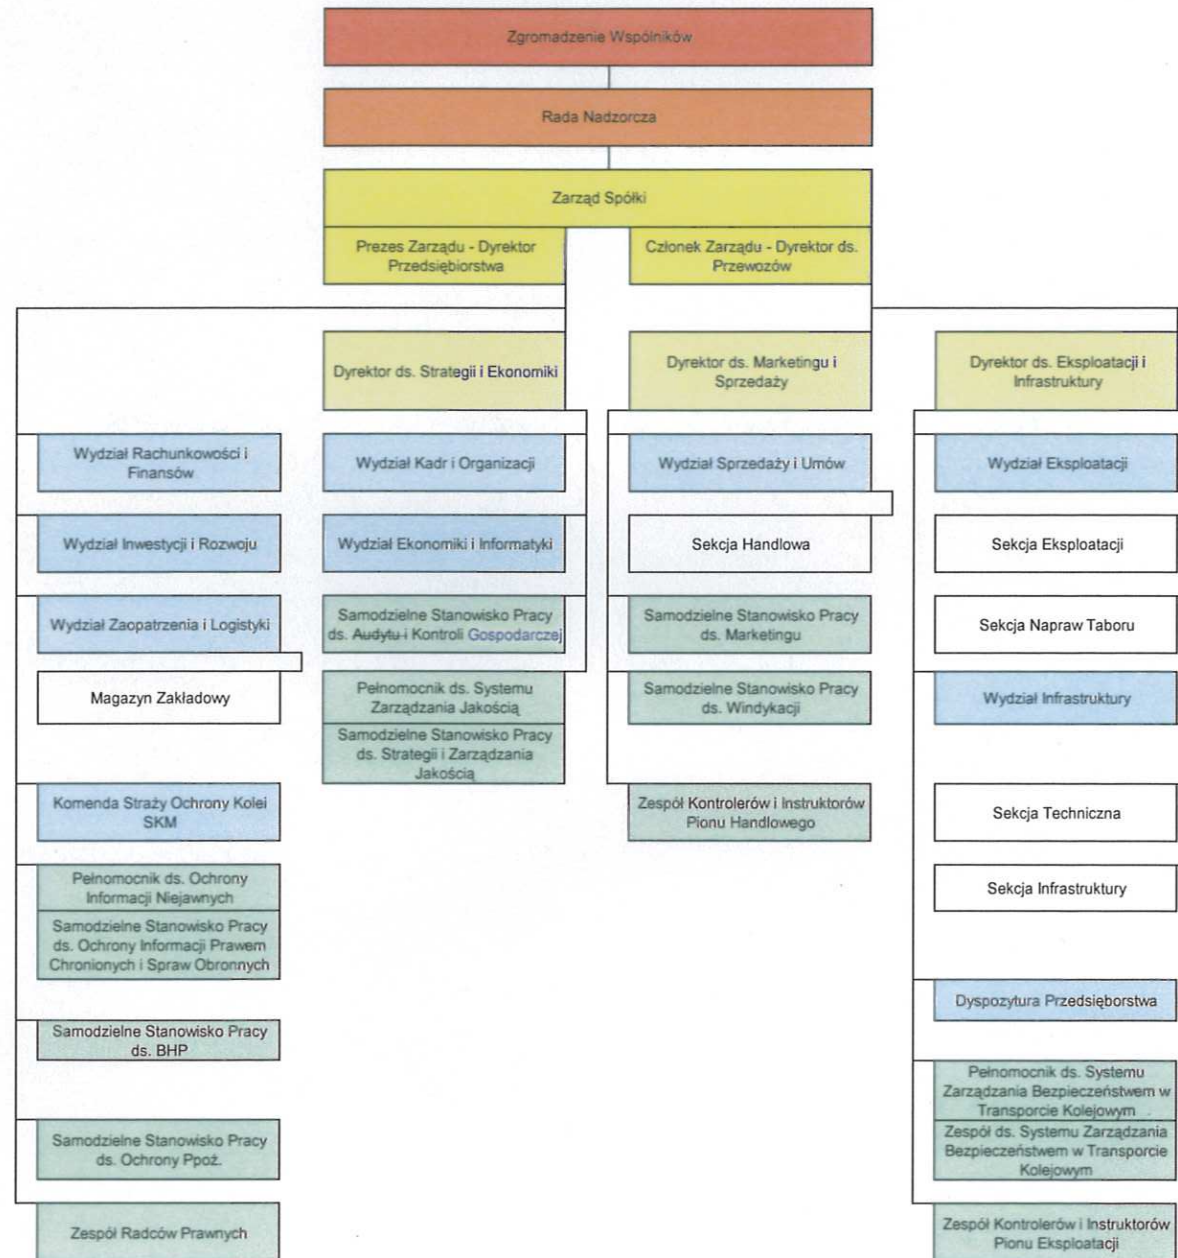 Zgromadzenie Wspólników
Rada Nadzorcza
Zarząd Spółki
Prezes Zarządu - Dyrektor
Przedsiębiorstwa
Członek Zarządu - Dyrektor ds.
Przewozów
Dyrektor ds. Strategii i Ekonomiki
Dyrektor ds. Marketingu i
Sprzedaży
Dyrektor ds. Eksploatacji i
Infrastruktury
Wydział Rachunkowości i
Finansów
Wydział Inwestycji i Rozwoju
Wydział Zaopatrzenia i Logistyki
Magazyn Zakładowy
Komenda Straży Ochrony Kolei
SKM
Pełnomocnik ds. Ochrony
Informacji Niejawnych
Samodzielne Stanowisko Pracy
ds. Ochrony Informacji Prawem
Chronionych i Spraw Obronnych
Samodzielne Stanowisko Pracy
ds. BHP
Samodzielne Stanowisko Pracy
ds. Ochrony Ppoż.
Zespół Radców Prawnych
Wydział Kadr i Organizacji
Wydział Ekonomiki i Informatyki
Samodzielne Stanowisko Pracy
ds. Audytu i Kontroli Gospodarczej
Pełnomocnik ds. Systemu
Zarządzania Jakością
Samodzielne Stanowisko Pracy
ds. Strategii i Zarządzania
Jakością
Wydział Sprzedaży i Umów
Sekcja Handlowa
Samodzielne Stanowisko Pracy
ds. Marketingu
Samodzielne Stanowisko Pracy
ds. Windykacji
Zespół Kontrolerów i Instruktorów
Pionu Handlowego
Wydział Eksploatacji
Sekcja Eksploatacji
Sekcja Napraw Taboru
Wydział Infrastruktury
Sekcja Techniczna
Sekcja Infrastruktury
Dyspozytura Przedsięborstwa
Pełnomocnik ds. Systemu
Zarządzania Bezpieczeństwem w
Transporcie Kolejowym
Zespół ds. Systemu Zarządzania
Bezpieczeństwem w Transporcie
Kolejowym
Zespół Kontrolerów i Instruktorów
Pionu Eksploatacji